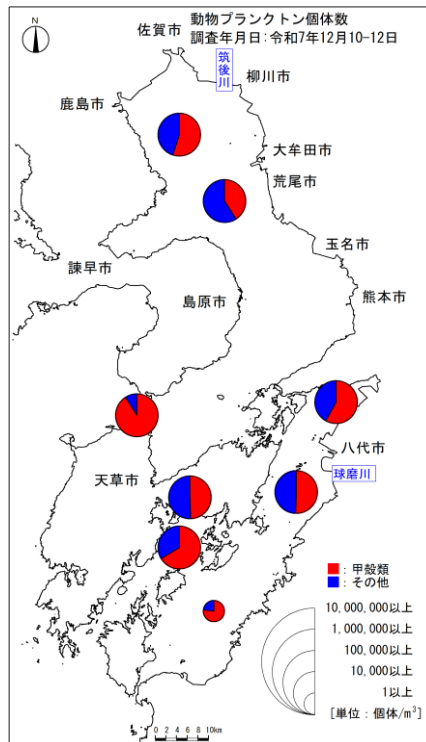 動物プランクトン個体数
調査年月日:令和7年12月10-12日
佐賀市
筑後川
柳川市
鹿島市
大牟田市
荒尾市
玉名市
諫早市
島原市
熊本市
八代市
天草市
球磨川
:甲殻類
:その他
10,000,000以上
1,000,000以上
100,000以上
10,000以上
1以上
[単位:個体/m³]
0 2 4 6 8 10km